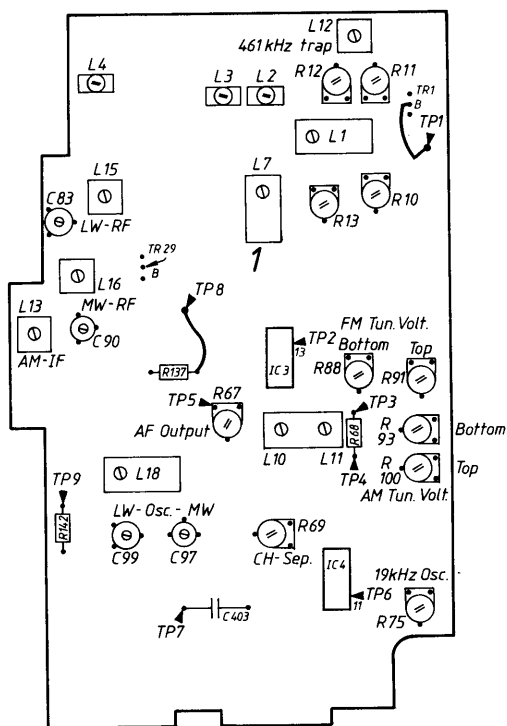 L12
461kHz trap
L4
L3 L2
R12 R11
TR1
B
TP1
L1
L15
L7
C83
LW-RF
R13
R10
1
TR29
B
L16
MW-RF
L13
AM-IF
C90
TP8
R137
TP2
13
IC3
FM Tun. Volt.
Bottom
Top
R88
R91
TP5
R67
AF Output
TP3
R68
L10 L11
TP4
R
93
Bottom
R
100
Top
AM Tun. Volt.
L18
TP9
R142
LW-Osc.-MW
C99
C97
R69
CH-Sep.
IC4
TP6
11
19kHz Osc.
R75
TP7
C403